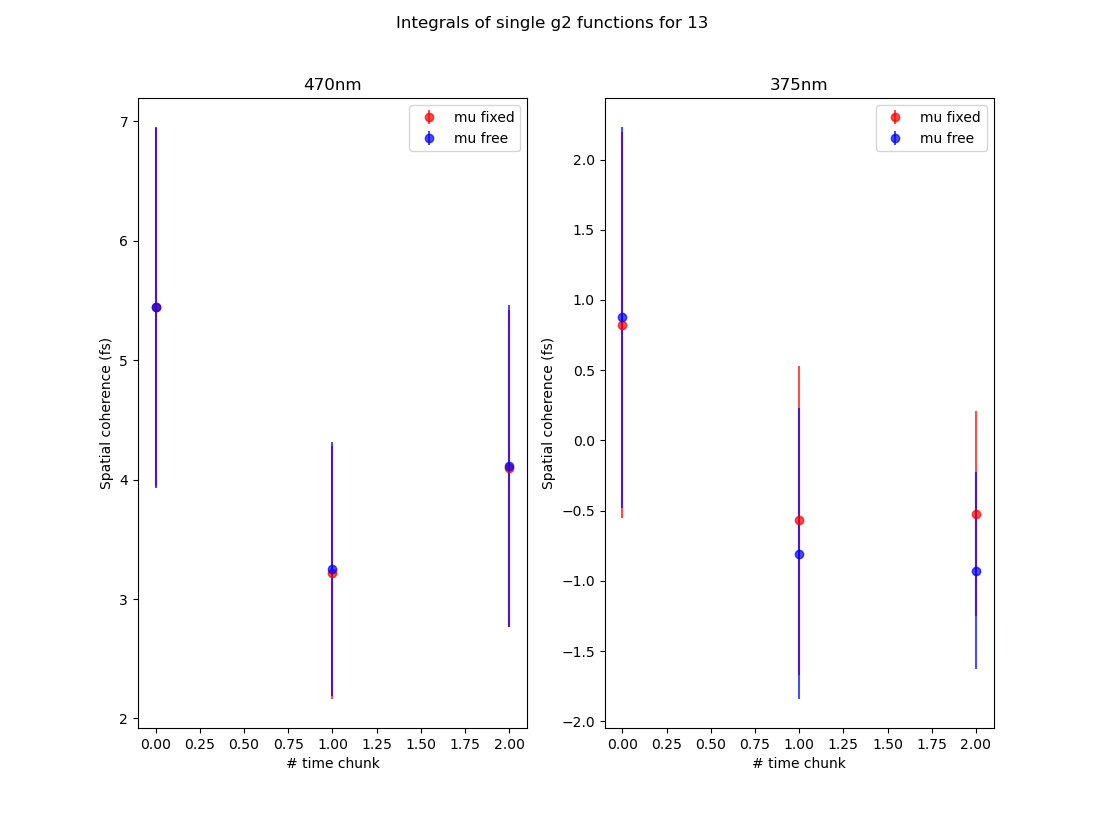 Integrals of single g2 functions for 13
470nm
mu fixed
mu free
7
6
5
4
3
2
Spatial coherence (fs)
0.00 0.25 0.50 0.75 1.00 1.25 1.50 1.75 2.00
# time chunk
375nm
mu fixed
mu free
2.0
1.5
1.0
0.5
0.0
−0.5
−1.0
−1.5
−2.0
Spatial coherence (fs)
0.00 0.25 0.50 0.75 1.00 1.25 1.50 1.75 2.00
# time chunk